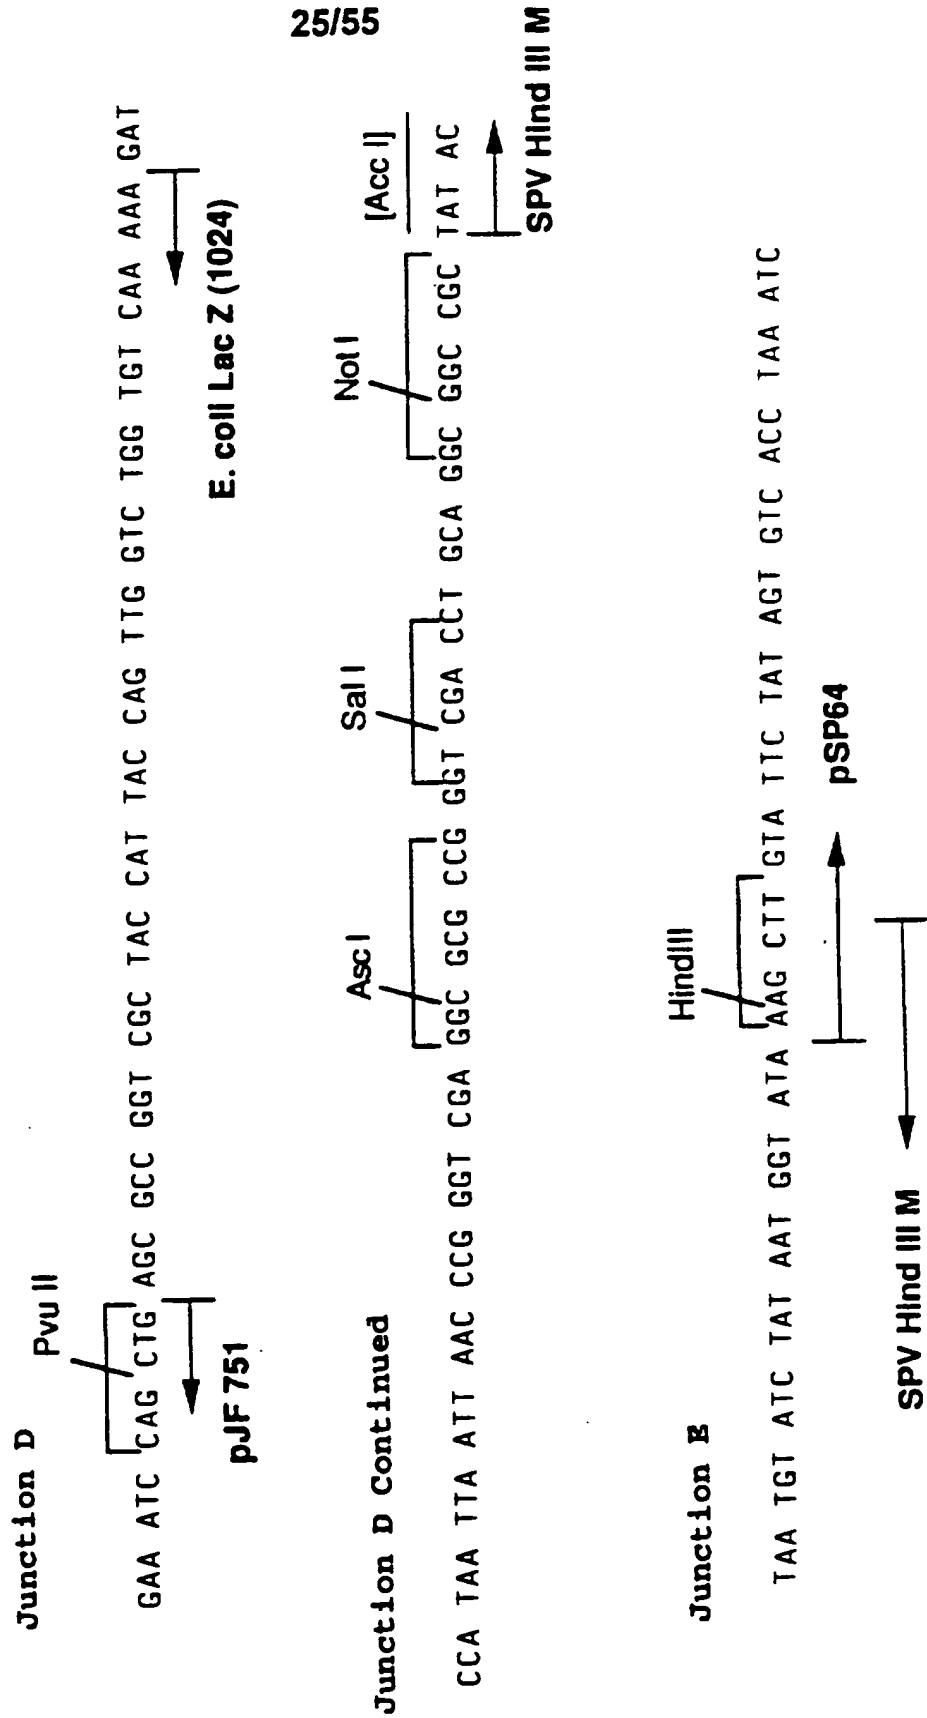 25/55
Junction D
Pvu II
GAA ATC CAG CTG AGC GCC GGT CGC TAC CAT TAC CAG TTG GTC TGG TGT CAA AAA GAT
pJF 751
E. coli Lac Z (1024)
Junction D Continued
Asc I
Sal I
Not I
[Acc I]
CCA TAA TTA ATT AAC CCG GGT CGA GGC GCG CCG GGT CGA CCT GCA GGC GGC CGC TAT AC
SPV Hind III M
Junction E
HindIII
TAA TGT ATC TAT AAT GGT ATA AAG CTT GTA TTC TAT AGT GTC ACC TAA ATC
pSP64
SPV Hind III M